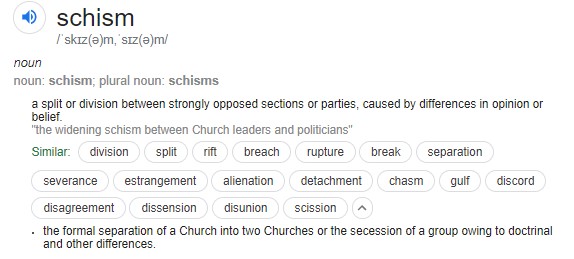 schism
/ˈskɪz(ə)m,ˈsɪz(ə)m/
noun
noun: schism; plural noun: schisms
a split or division between strongly opposed sections or parties, caused by differences in opinion or
belief.
"the widening schism between Church leaders and politicians"
Similar: division split rift breach rupture break separation
severance estrangement alienation detachment chasm gulf discord
disagreement dissension disunion scission
• the formal separation of a Church into two Churches or the secession of a group owing to doctrinal
and other differences.